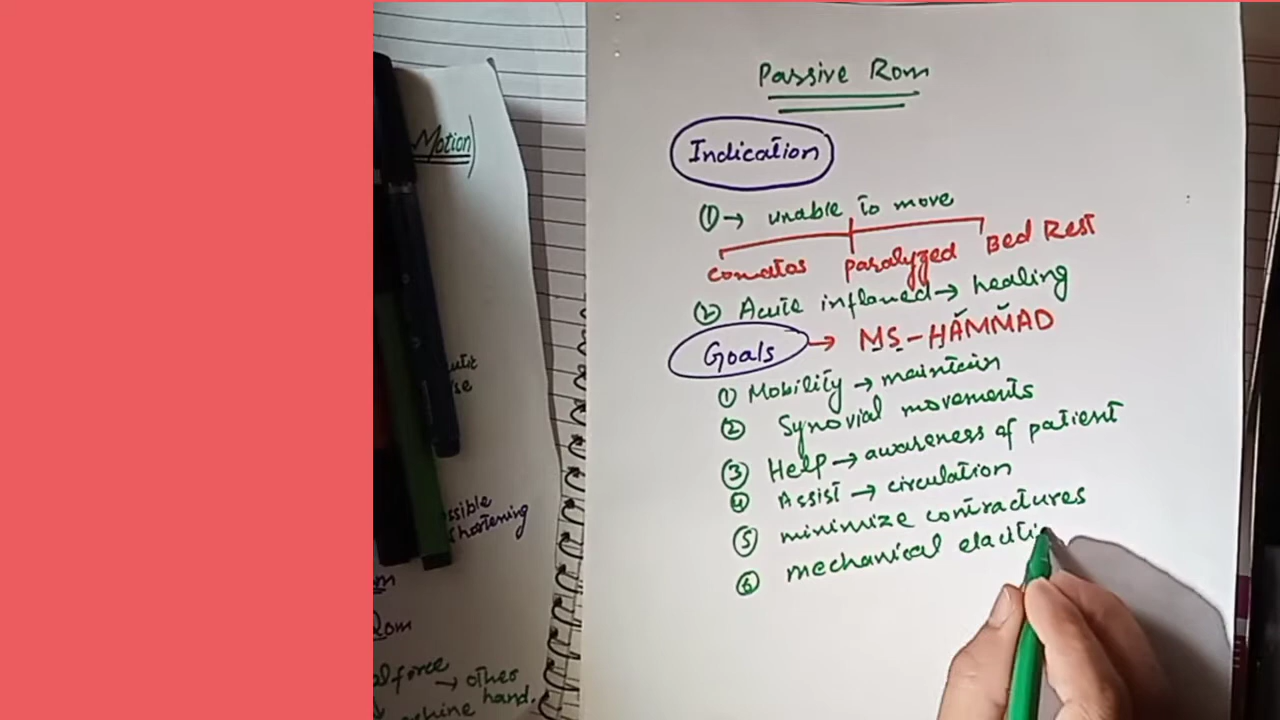 Motion)
ssible
shortening
Rom
force → other
hand.
Passive Rom
Indication
① → unable to move
comatos paralyzed Bed Rest
② Acute inflamed → healing
Goals → MS-HAMMAD
① Mobility → maintain
② Synovial movements
③ Help → awareness of patient
④ Assist → circulation
⑤ minimize contractures
⑥ mechanical elasti